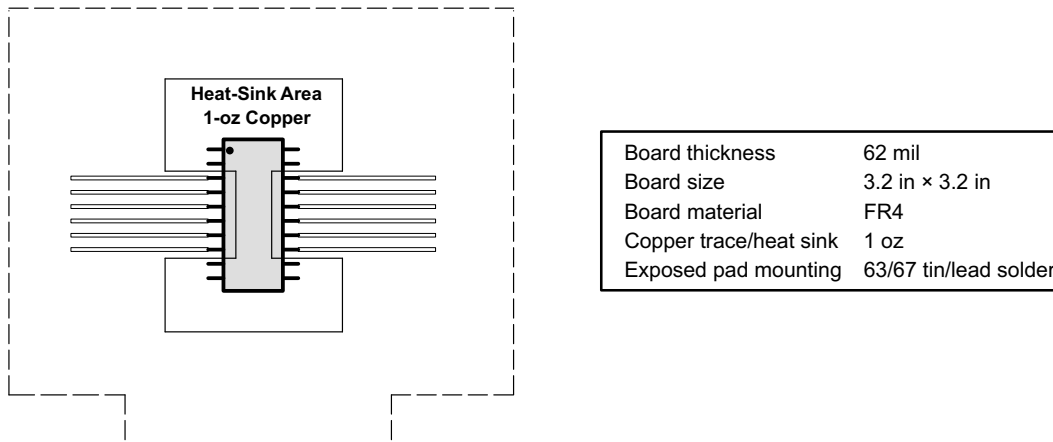 Heat-Sink Area
1-oz Copper
Board thickness 62 mil
Board size 3.2 in × 3.2 in
Board material FR4
Copper trace/heat sink 1 oz
Exposed pad mounting 63/67 tin/lead solder